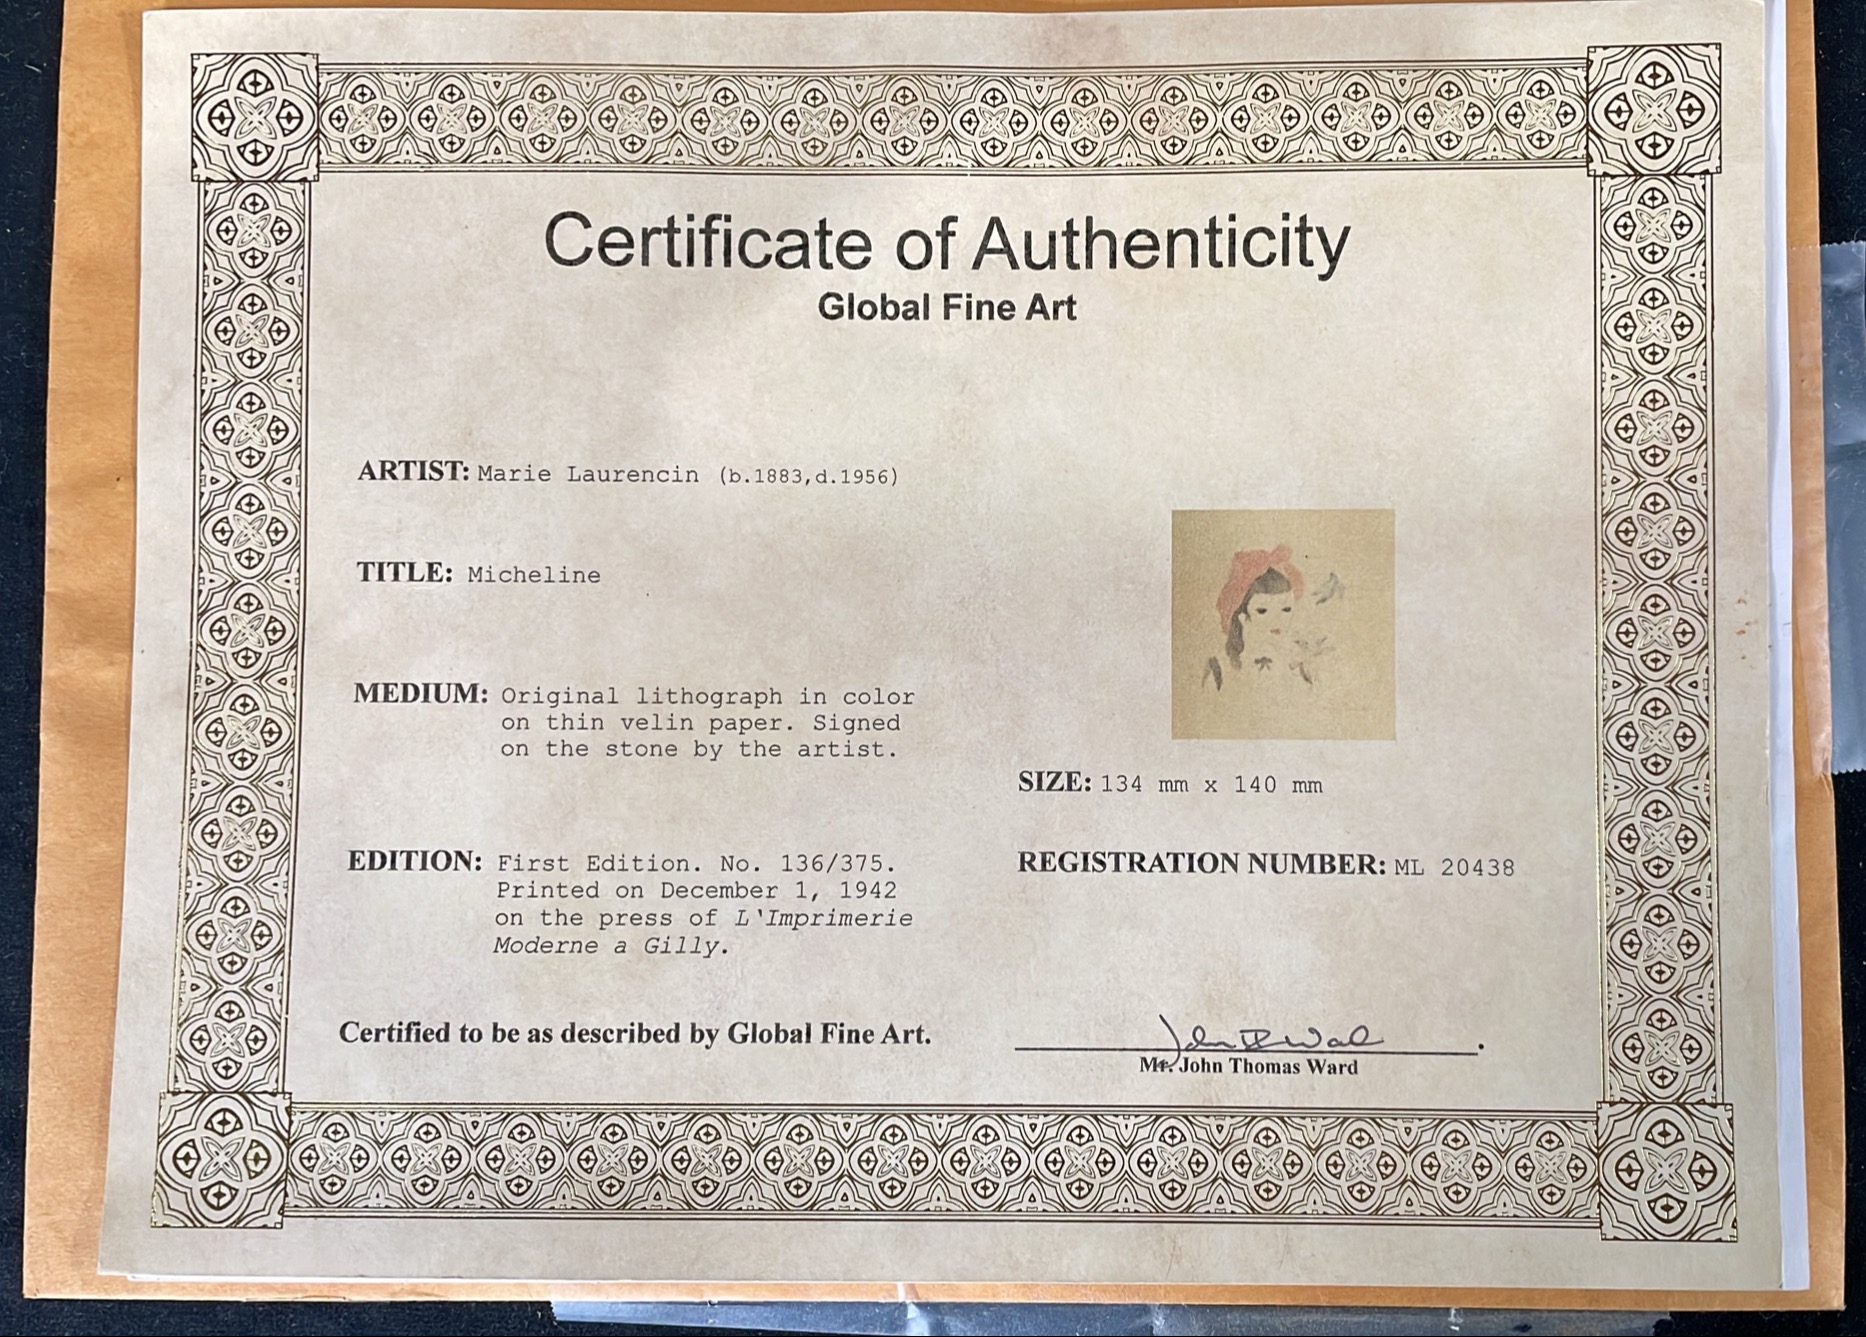 Certificate of Authenticity
Global Fine Art
ARTIST: Marie Laurencin (b.1883,d.1956)
TITLE: Micheline
MEDIUM: Original lithograph in color
on thin velin paper. Signed
on the stone by the artist.
SIZE: 134 mm x 140 mm
EDITION: First Edition. No. 136/375.
Printed on December 1, 1942
on the press of L'Imprimerie
Moderne a Gilly.
REGISTRATION NUMBER: ML 20438
Certified to be as described by Global Fine Art.
Mr. John Thomas Ward